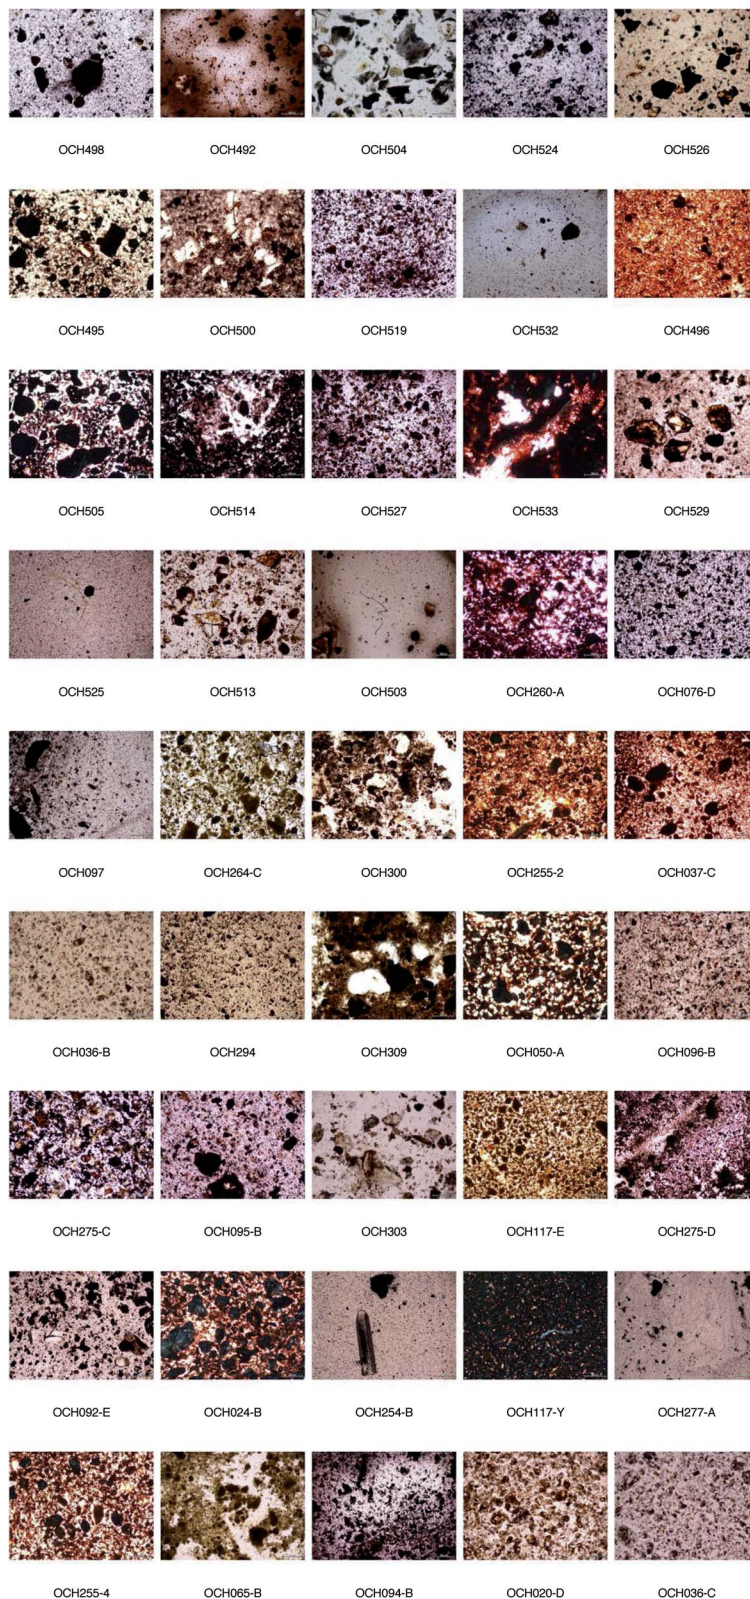 OCH498 OCH492 OCH504 OCH524 OCH526
OCH495 OCH500 OCH519 OCH532 OCH496
OCH505 OCH514 OCH527 OCH533 OCH529
OCH525 OCH513 OCH503 OCH260-A OCH076-D
OCH097 OCH264-C OCH300 OCH255-2 OCH037-C
OCH036-B OCH294 OCH309 OCH050-A OCH096-B
OCH275-C OCH095-B OCH303 OCH117-E OCH275-D
OCH092-E OCH024-B OCH254-B OCH117-Y OCH277-A
OCH255-4 OCH065-B OCH094-B OCH020-D OCH036-C